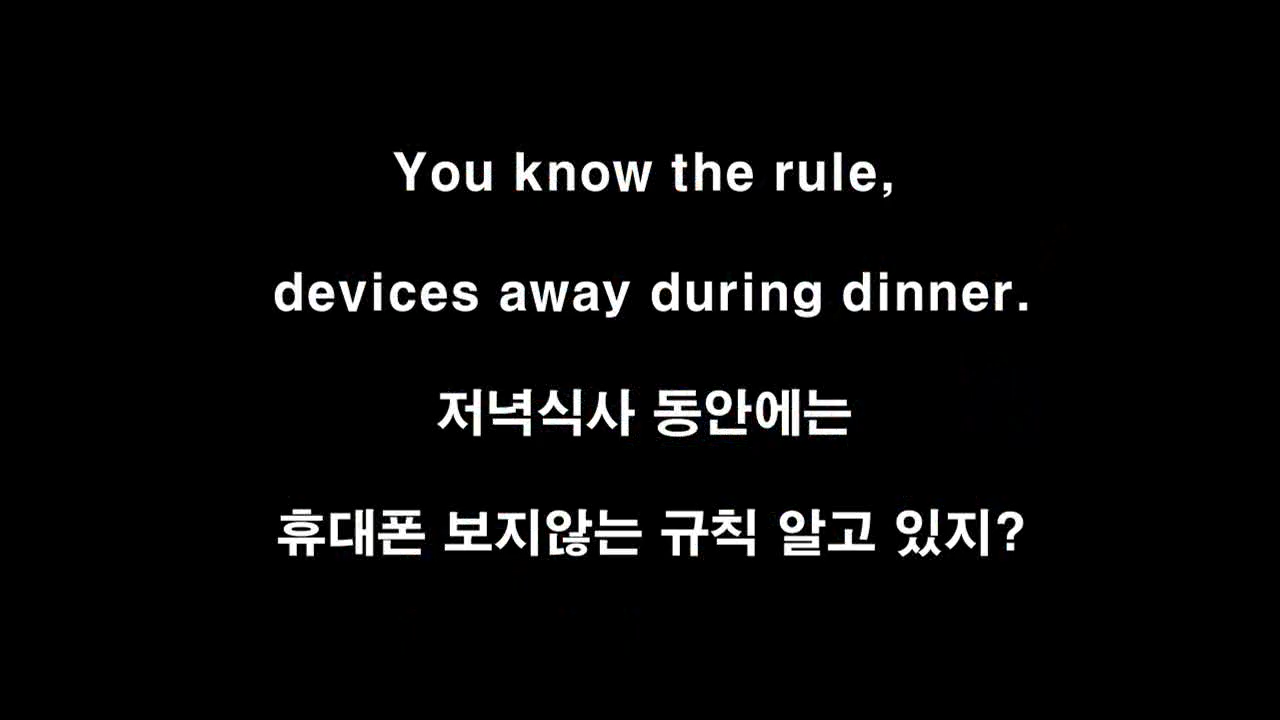 You know the rule,
devices away during dinner.
저녁식사 동안에는
휴대폰 보지않는 규칙 알고 있지?